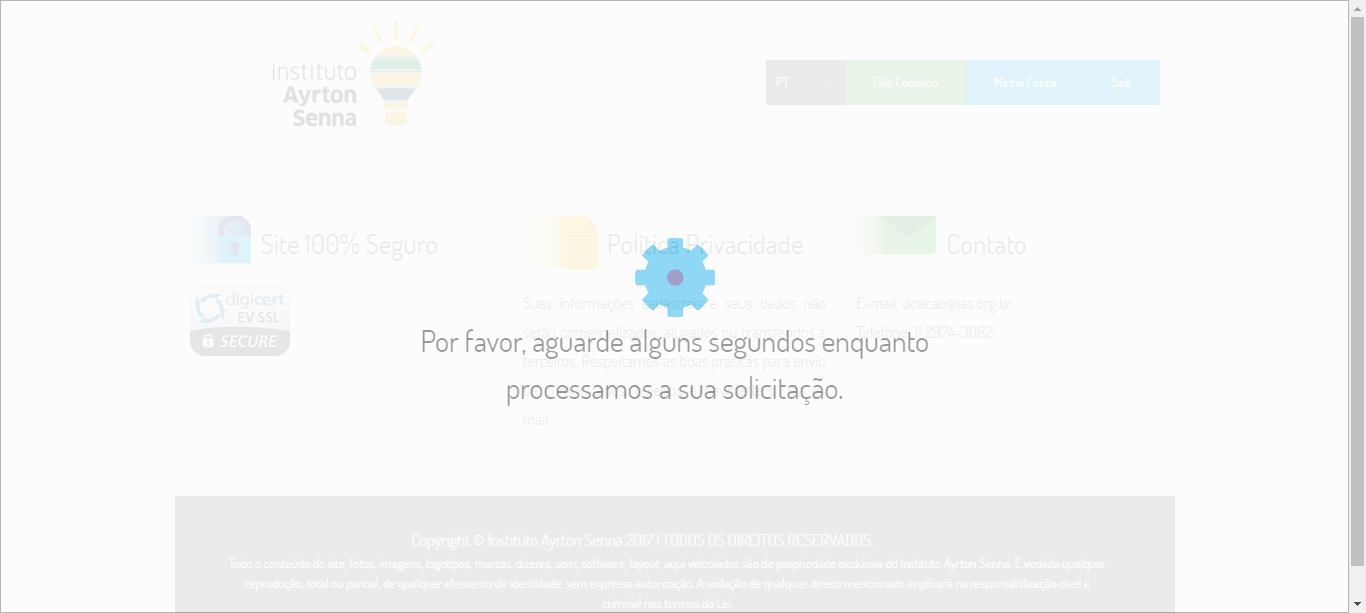 Instituto
Ayrton
Senna
PT
Fale Conosco
Minha Conta
Sair
Site 100% Seguro
digicert
EV SSL
SECURE
Política Privacidade
Suas informações cadastrais e seus dados não
serão comercializados, alugados ou transferidos a
terceiros. Respeitamos as boas práticas para envio
mail.
Contato
E-mail: doacao@ias.org.br
Telefone: 11 2974-3062
Por favor, aguarde alguns segundos enquanto
processamos a sua solicitação.
Copyright © Instituto Ayrton Senna 2017 | TODOS OS DIREITOS RESERVADOS.
Todo o conteúdo do site, fotos, imagens, logotipos, marcas, dizeres, som, software, layout, aqui veiculados são de propriedade exclusiva do Instituto Ayrton Senna. É vedada qualquer
reprodução, total ou parcial, de qualquer elemento de identidade, sem expressa autorização. A violação de qualquer direito mencionado implicará na responsabilização cível e
criminal nos termos da Lei.